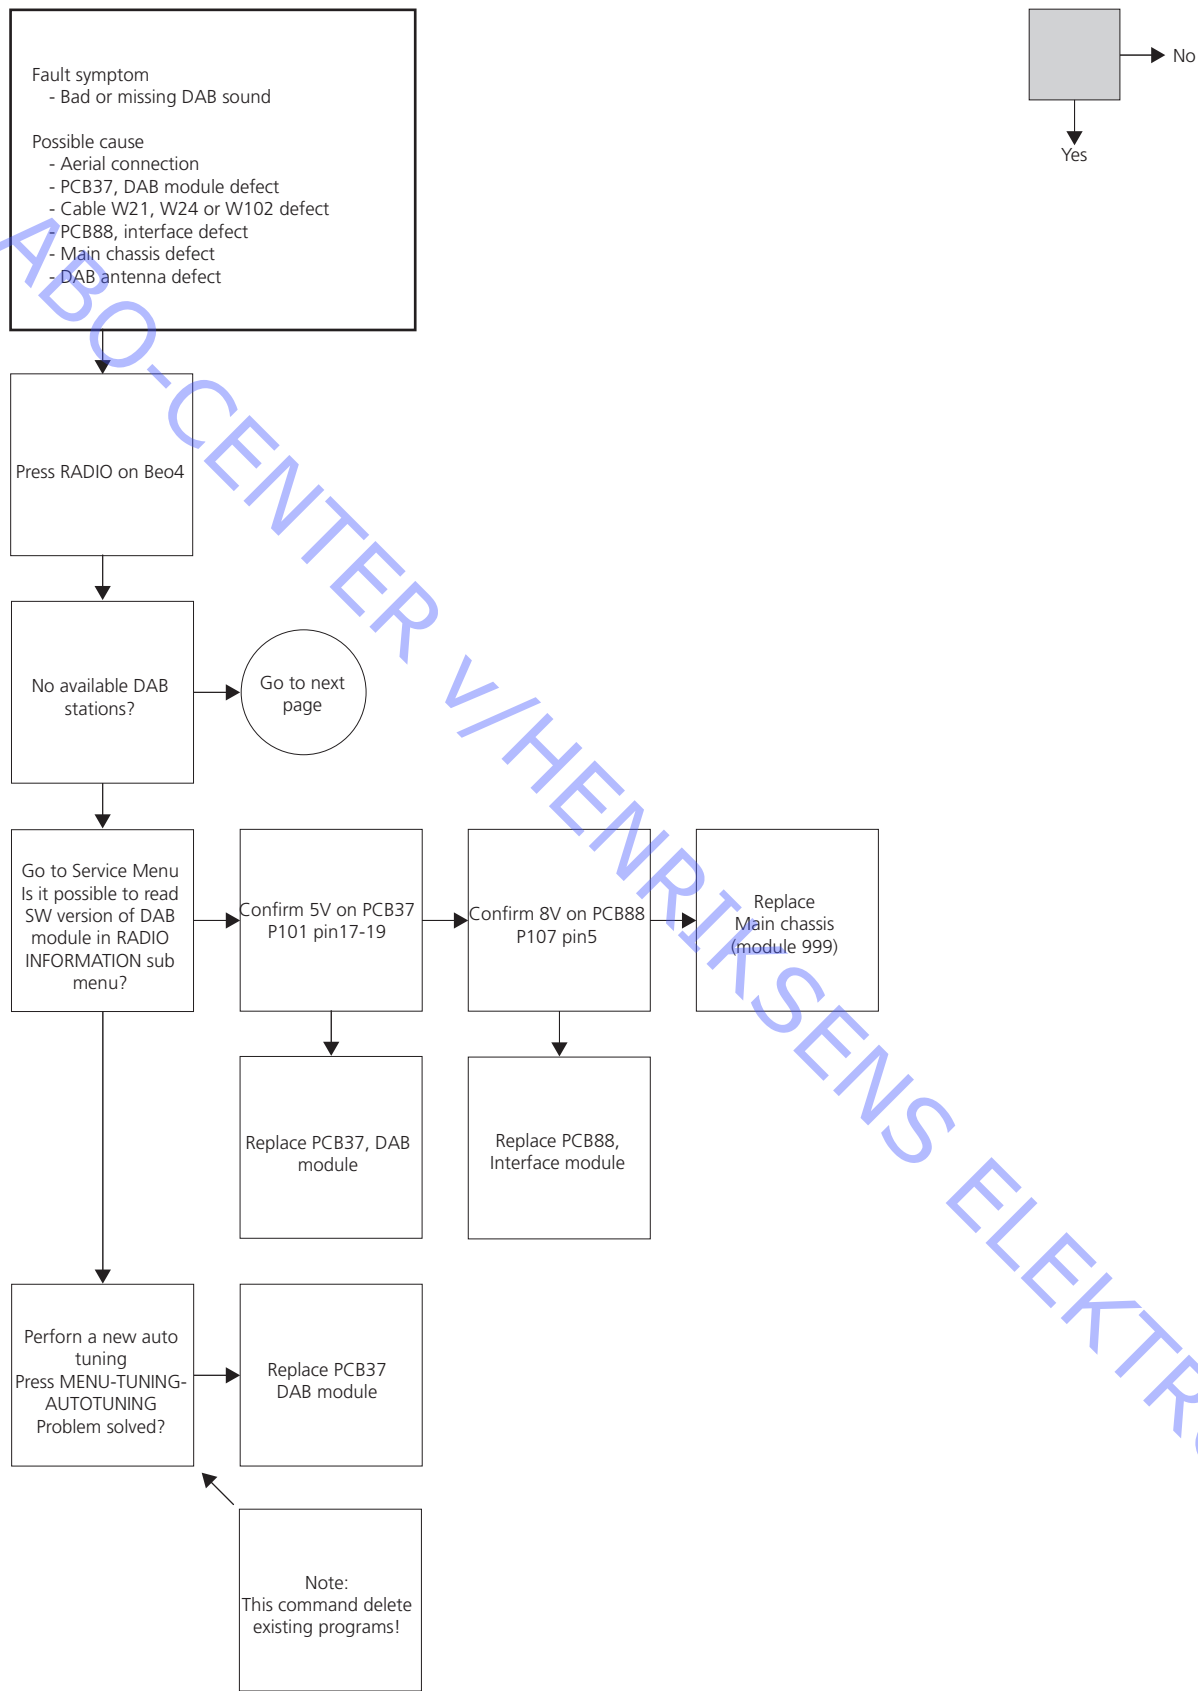 Fault symptom
- Bad or missing DAB sound
Possible cause
- Aerial connection
- PCB37, DAB module defect
- Cable W21, W24 or W102 defect
- PCB88, interface defect
- Main chassis defect
- DAB antenna defect
No
Yes
Press RADIO on Beo4
No available DAB
stations?
Go to next
page
Go to Service Menu
Is it possible to read
SW version of DAB
module in RADIO
INFORMATION sub
menu?
Confirm 5V on PCB37
P101 pin17-19
Confirm 8V on PCB88
P107 pin5
Replace
Main chassis
(module 999)
Replace PCB37, DAB
module
Replace PCB88,
Interface module
Perforn a new auto
tuning
Press MENU-TUNING-
AUTOTUNING
Problem solved?
Replace PCB37
DAB module
Note:
This command delete
existing programs!
ABO-CENTER v/HENRIKSENS ELEKTR